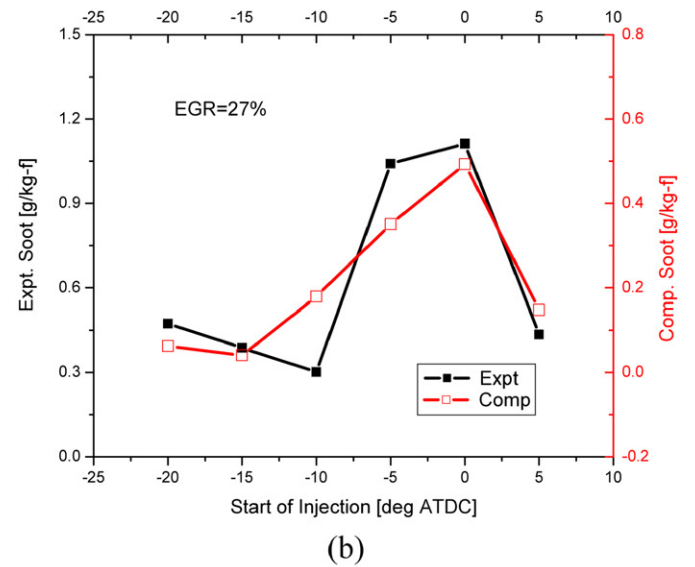 -25 -20 -15 -10 -5 0 5 10
1.5
1.2
0.9
0.6
0.3
0.0
Expt. Soot [g/kg-f]
EGR=27%
0.8
0.6
0.4
0.2
0.0
-0.2
Comp. Soot [g/kg-f]
Expt
Comp
-25 -20 -15 -10 -5 0 5 10
Start of Injection [deg ATDC]
(b)